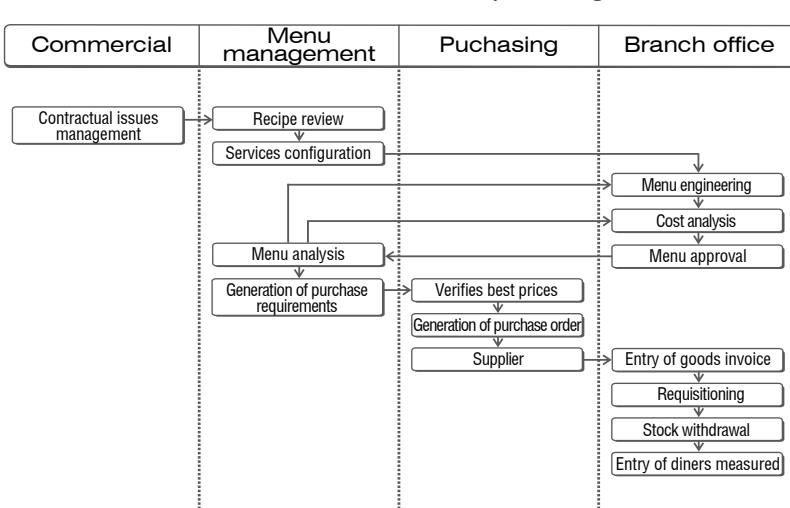 Commercial
Menu
management
Puchasing
Branch office
Contractual issues
management
Recipe review
Services configuration
Menu engineering
Cost analysis
Menu analysis
Menu approval
Generation of purchase
requirements
Verifies best prices
Generation of purchase order
Supplier
Entry of goods invoice
Requisitioning
Stock withdrawal
Entry of diners measured